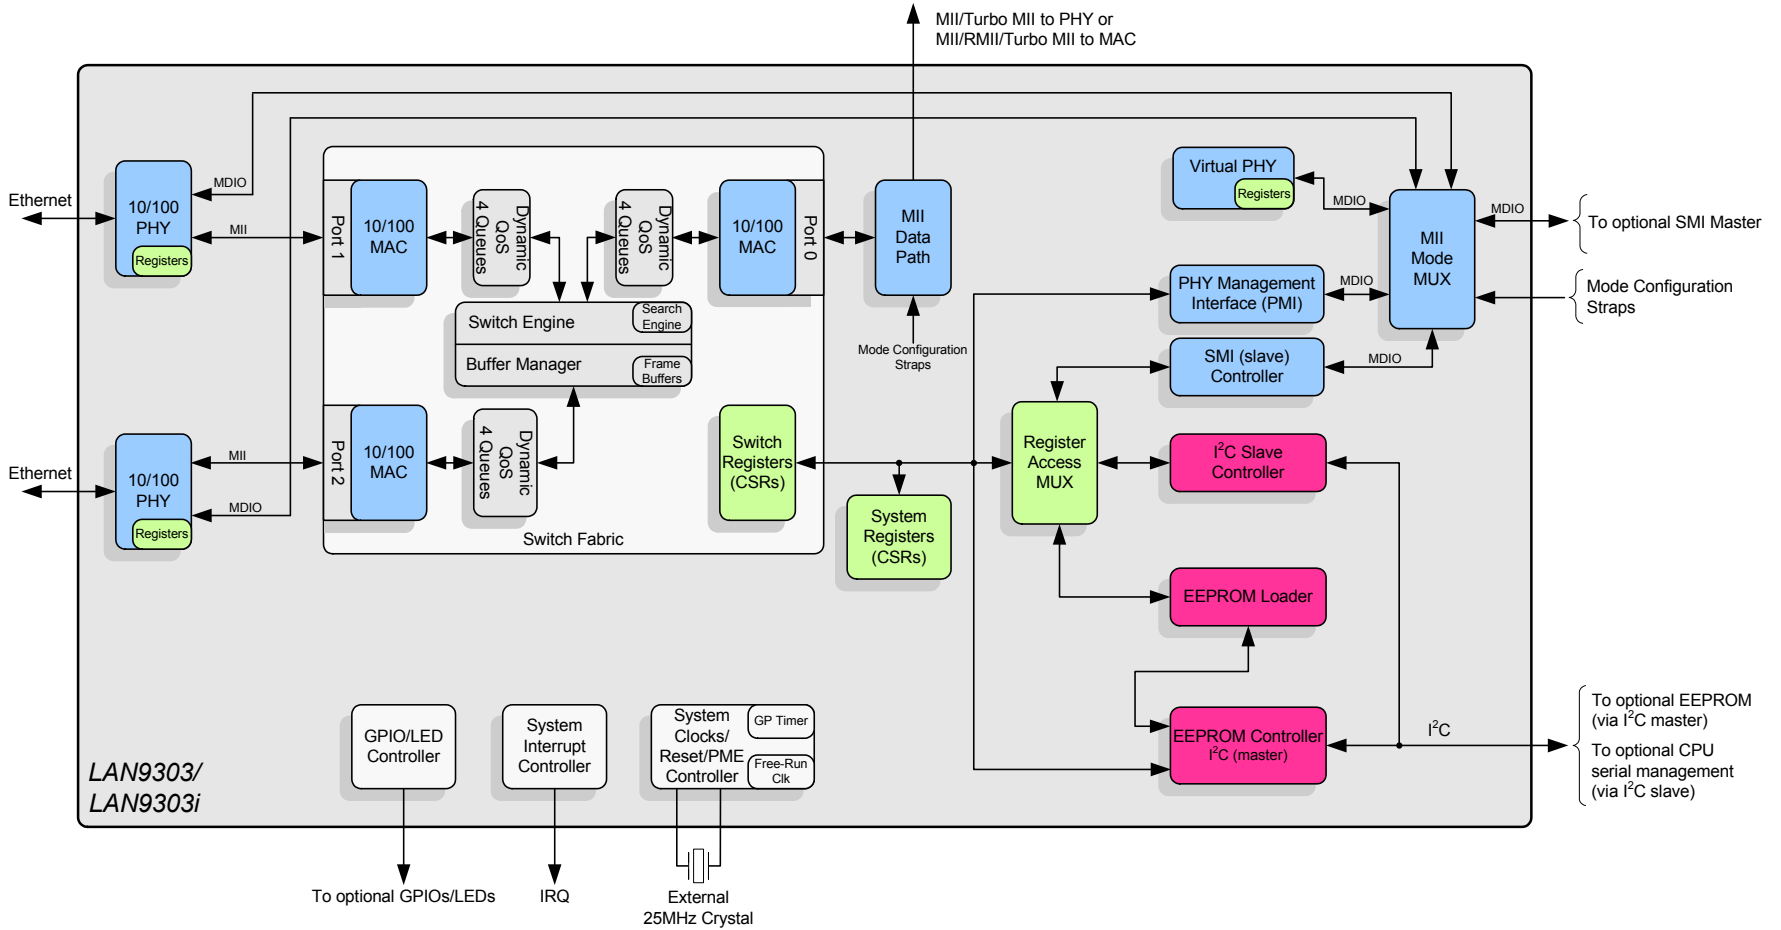 MII/Turbo MII to PHY or
MII/RMII/Turbo MII to MAC
Ethernet
10/100
PHY
Registers
MDIO
MII
Port 1
10/100
MAC
Dynamic
QoS
4 Queues
Dynamic
QoS
4 Queues
10/100
MAC
Port 0
MII
Data
Path
Mode Configuration
Straps
Switch Engine
Search
Engine
Buffer Manager
Frame
Buffers
Virtual PHY
Registers
MDIO
MII
Mode
MUX
MDIO
To optional SMI Master
Mode Configuration
Straps
PHY Management
Interface (PMI)
MDIO
SMI (slave)
Controller
MDIO
Ethernet
10/100
PHY
Registers
MII
MDIO
Port 2
10/100
MAC
Dynamic
QoS
4 Queues
Switch
Registers
(CSRs)
Switch Fabric
System
Registers
(CSRs)
Register
Access
MUX
I²C Slave
Controller
EEPROM Loader
EEPROM Controller
I²C (master)
I²C
To optional EEPROM
(via I²C master)
To optional CPU
serial management
(via I²C slave)
LAN9303/
LAN9303i
GPIO/LED
Controller
System
Interrupt
Controller
System
Clocks/
Reset/PME
Controller
GP Timer
Free-Run
Clk
To optional GPIOs/LEDs
IRQ
External
25MHz Crystal